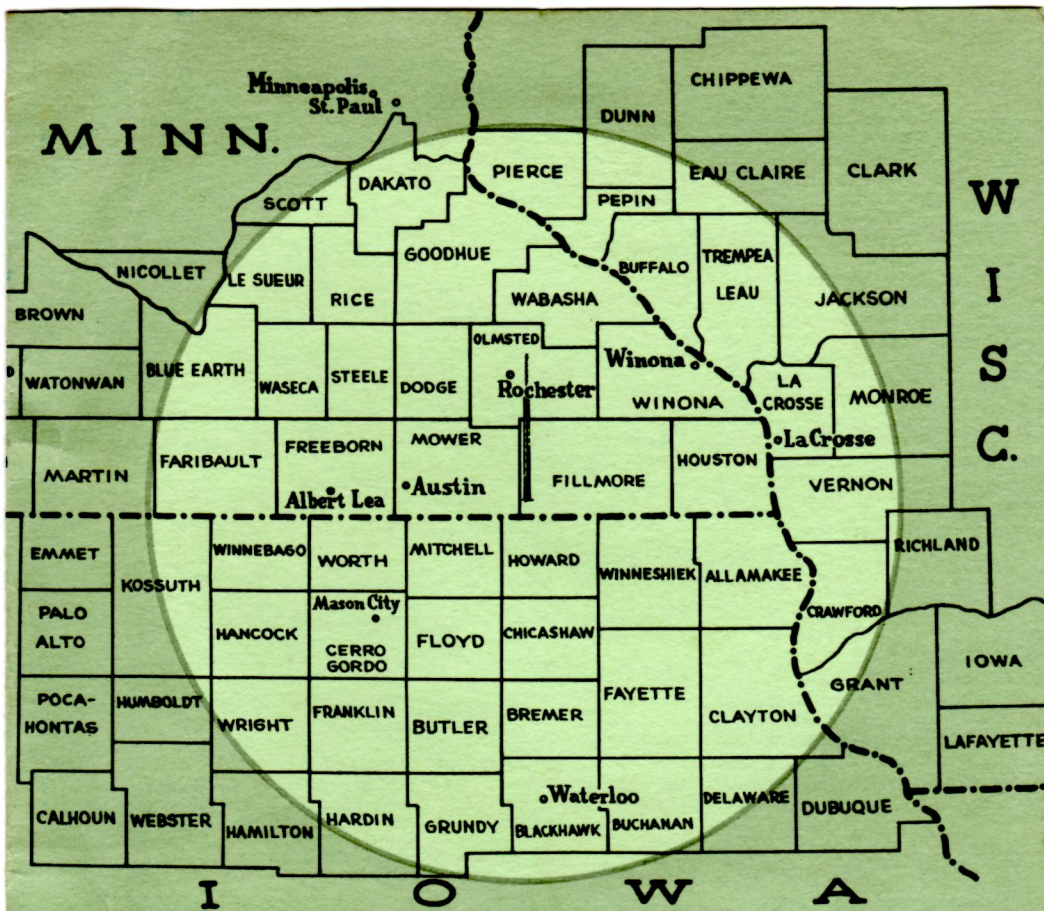 Minneapolis
St. Paul
MINN.
WISC.
IOWA
CHIPPEWA
DUNN
EAU CLAIRE
CLARK
PIERCE
PEPIN
DAKATO
SCOTT
GOODHUE
NICOLLET
LE SUEUR
RICE
WABASHA
BUFFALO
TREMPEA
LEAU
JACKSON
BROWN
WATONWAN
BLUE EARTH
WASECA
STEELE
DODGE
OLMSTED
Rochester
Winona
WINONA
LA
CROSSE
MONROE
LaCrosse
MARTIN
FARIBAULT
FREEBORN
Albert Lea
MOWER
Austin
FILLMORE
HOUSTON
VERNON
EMMET
KOSSUTH
WINNEBAGO
WORTH
MITCHELL
HOWARD
WINNESHIEK
ALLAMAKEE
RICHLAND
CRAWFORD
PALO
ALTO
HANCOCK
Mason City
CERRO
GORDO
FLOYD
CHICASHAW
FAYETTE
CLAYTON
GRANT
IOWA
LAFAYETTE
POCA-
HONTAS
HUMBOLDT
WRIGHT
FRANKLIN
BUTLER
BREMER
CALHOUN
WEBSTER
HAMILTON
HARDIN
GRUNDY
Waterloo
BLACKHAWK
BUCHANAN
DELAWARE
DUBUQUE